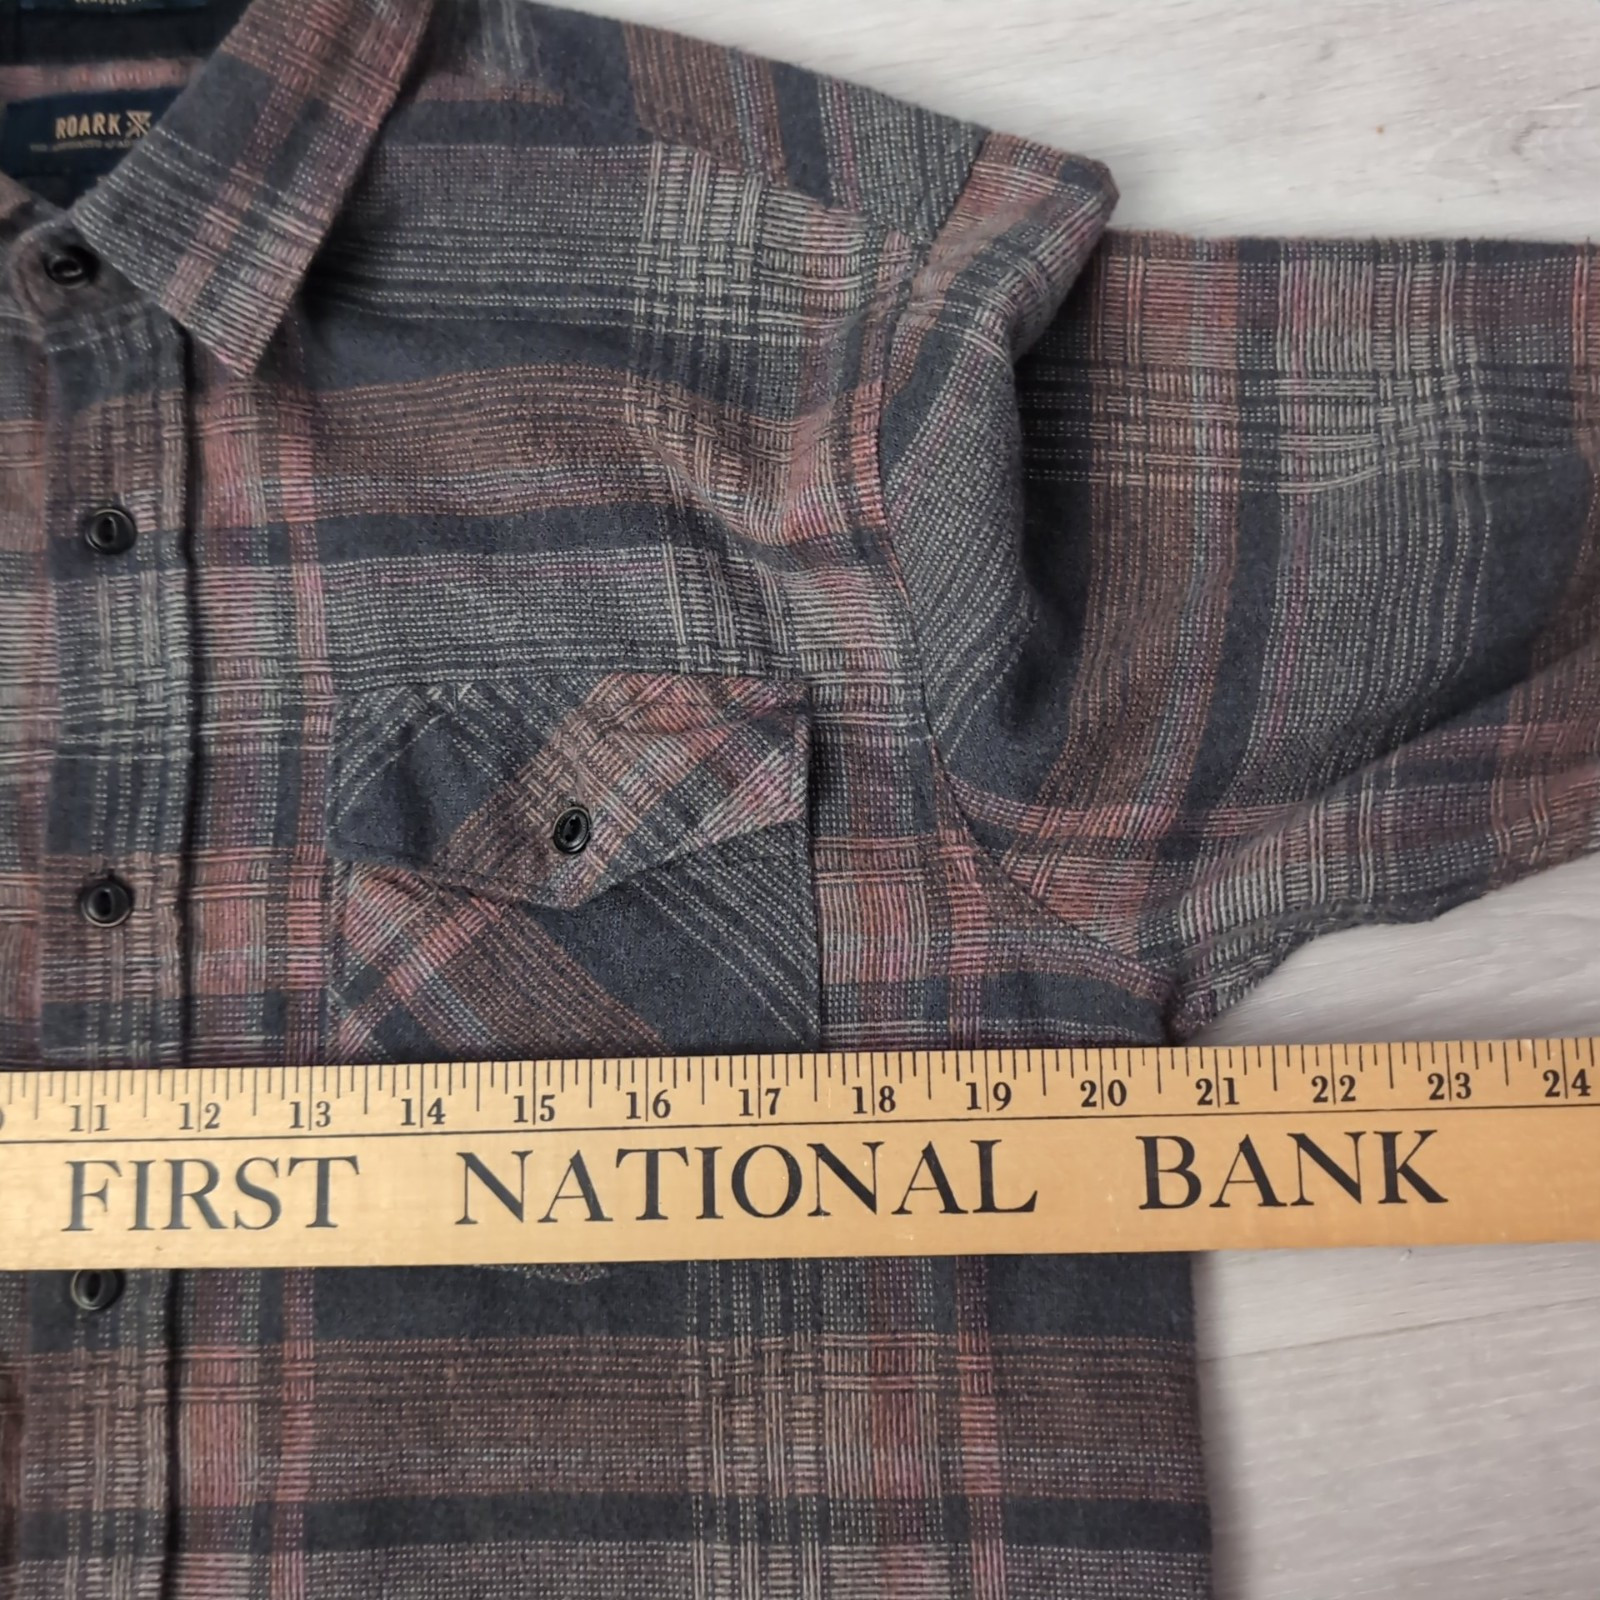 ROARK
11 12 13 14 15 16 17 18 19 20 21 22 23 24
FIRST NATIONAL BANK